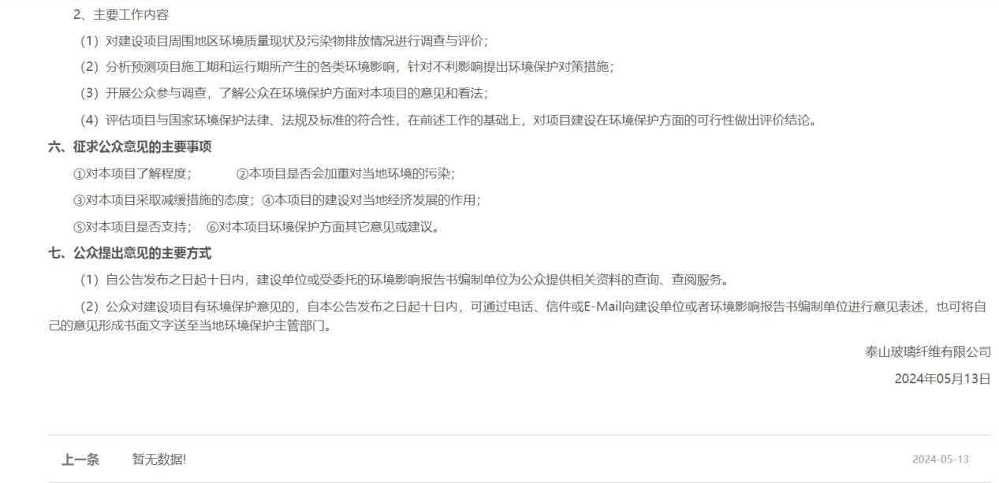 2、主要工作内容
（1）对建设项目周围地区环境质量现状及污染物排放情况进行调查与评价；
（2）分析预测项目施工期和运行期所产生的各类环境影响，针对不利影响提出环境保护对策措施；
（3）开展公众参与调查，了解公众在环境保护方面对本项目的意见和看法；
（4）评估项目与国家环境保护法律、法规及标准的符合性，在前述工作的基础上，对项目建设在环境保护方面的可行性做出评价结论。
六、征求公众意见的主要事项
①对本项目了解程度； ②本项目是否会加重对当地环境的污染；
③对本项目采取减缓措施的态度；④本项目的建设对当地经济发展的作用；
⑤对本项目是否支持； ⑥对本项目环境保护方面其它意见或建议。
七、公众提出意见的主要方式
（1）自公告发布之日起十日内，建设单位或受委托的环境影响报告书编制单位为公众提供相关资料的查询、查阅服务。
（2）公众对建设项目有环境保护意见的，自本公告发布之日起十日内，可通过电话、信件或E-Mail向建设单位或者环境影响报告书编制单位进行意见表述，也可将自
己的意见形成书面文字送至当地环境保护主管部门。
泰山玻璃纤维有限公司
2024年05月13日
上一条 暂无数据! 2024-05-13